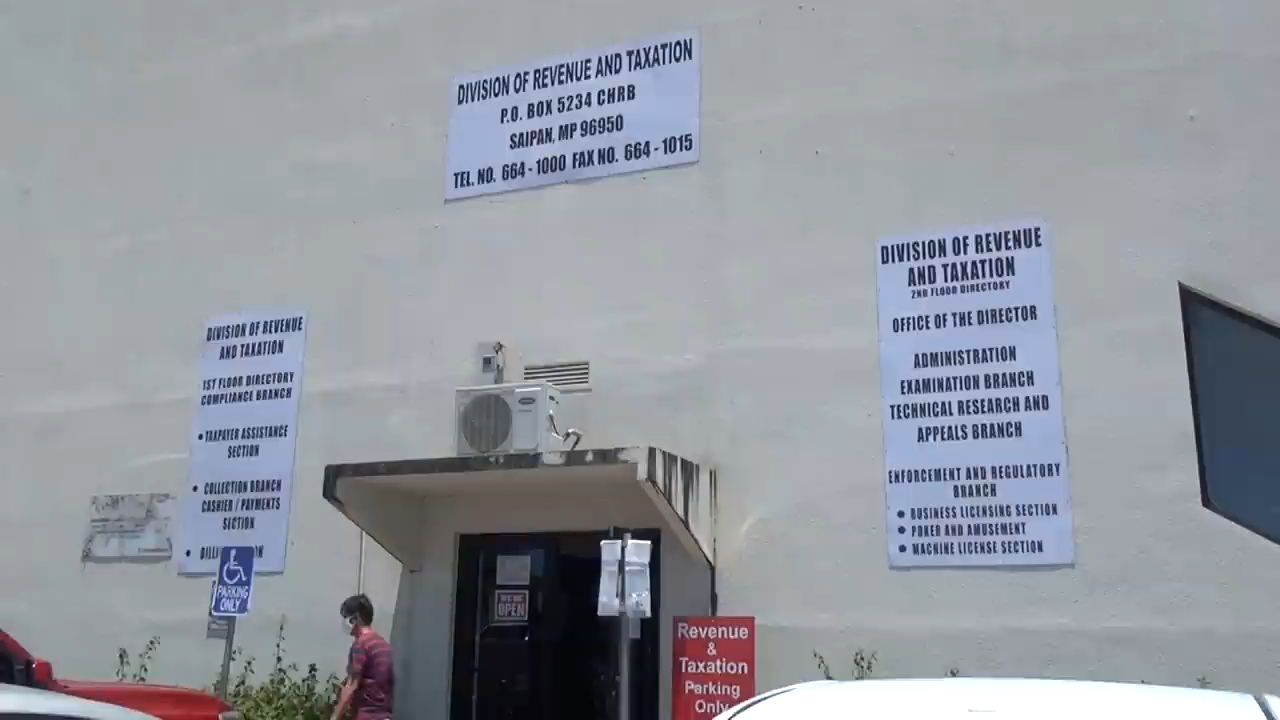 DIVISION OF REVENUE AND TAXATION
P.O. BOX 5234 CHRB
SAIPAN, MP 96950
TEL. NO. 664-1000 FAX NO. 664-1015
DIVISION OF REVENUE
AND TAXATION
1ST FLOOR DIRECTORY
COMPLIANCE BRANCH
• TAXPAYER ASSISTANCE
SECTION
• COLLECTION BRANCH
CASHIER / PAYMENTS
SECTION
DIVISION OF REVENUE
AND TAXATION
2ND FLOOR DIRECTORY
OFFICE OF THE DIRECTOR
ADMINISTRATION
EXAMINATION BRANCH
TECHNICAL RESEARCH AND
APPEALS BRANCH
ENFORCEMENT AND REGULATORY
BRANCH
• BUSINESS LICENSING SECTION
• POKER AND AMUSEMENT
• MACHINE LICENSE SECTION
PARKING
ONLY
OPEN
Revenue
&
Taxation
Parking
Only